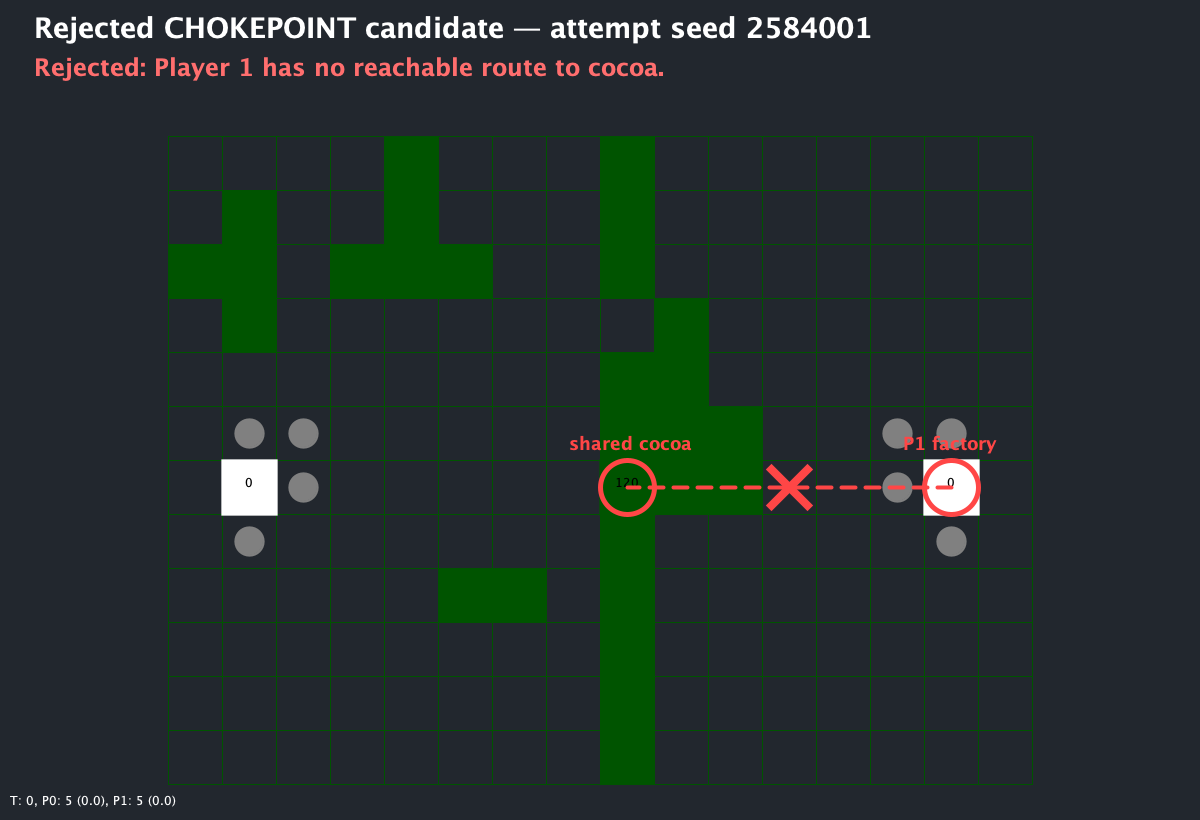 Rejected CHOKEPOINT candidate — attempt seed 2584001
Rejected: Player 1 has no reachable route to cocoa.
shared cocoa
P1 factory
0
120
0
T: 0, P0: 5 (0.0), P1: 5 (0.0)